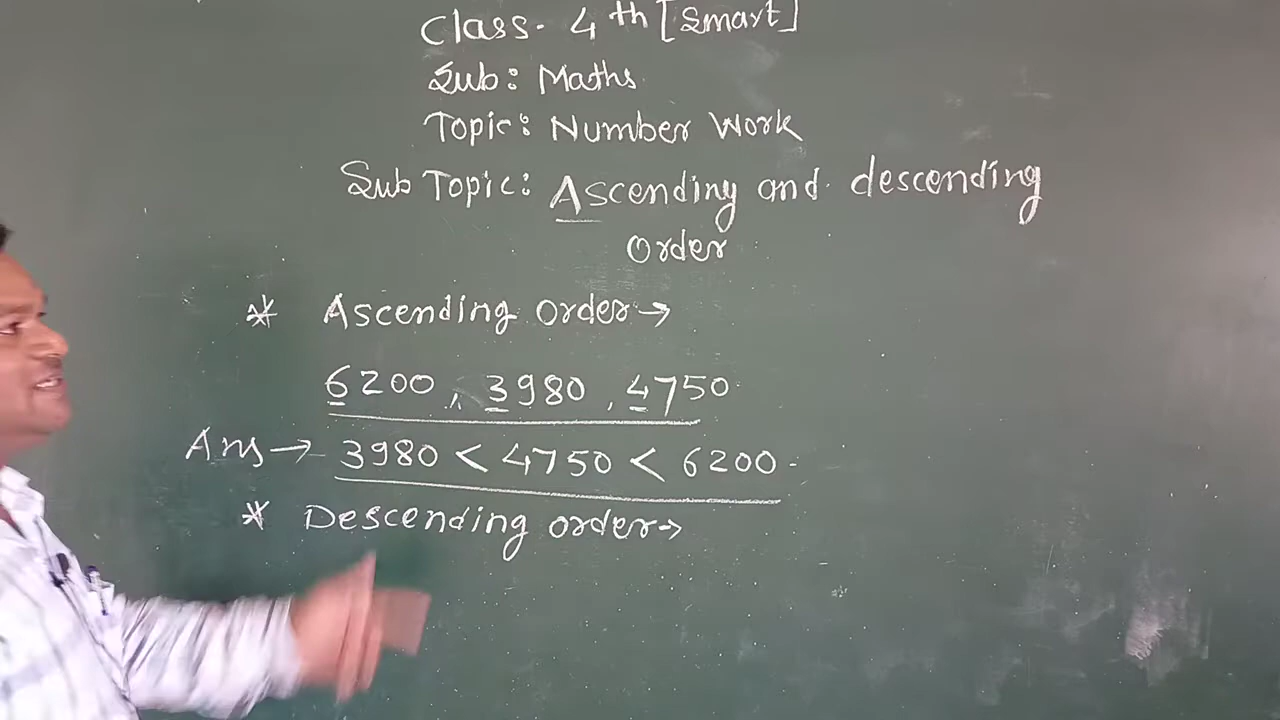 Class. 4th [Smart]
Sub: Maths
Topic: Number Work
Sub Topic: Ascending and descending
Order
* Ascending order→
6200, 3980, 4750
Ans→ 3980 < 4750 < 6200.
* Descending order→